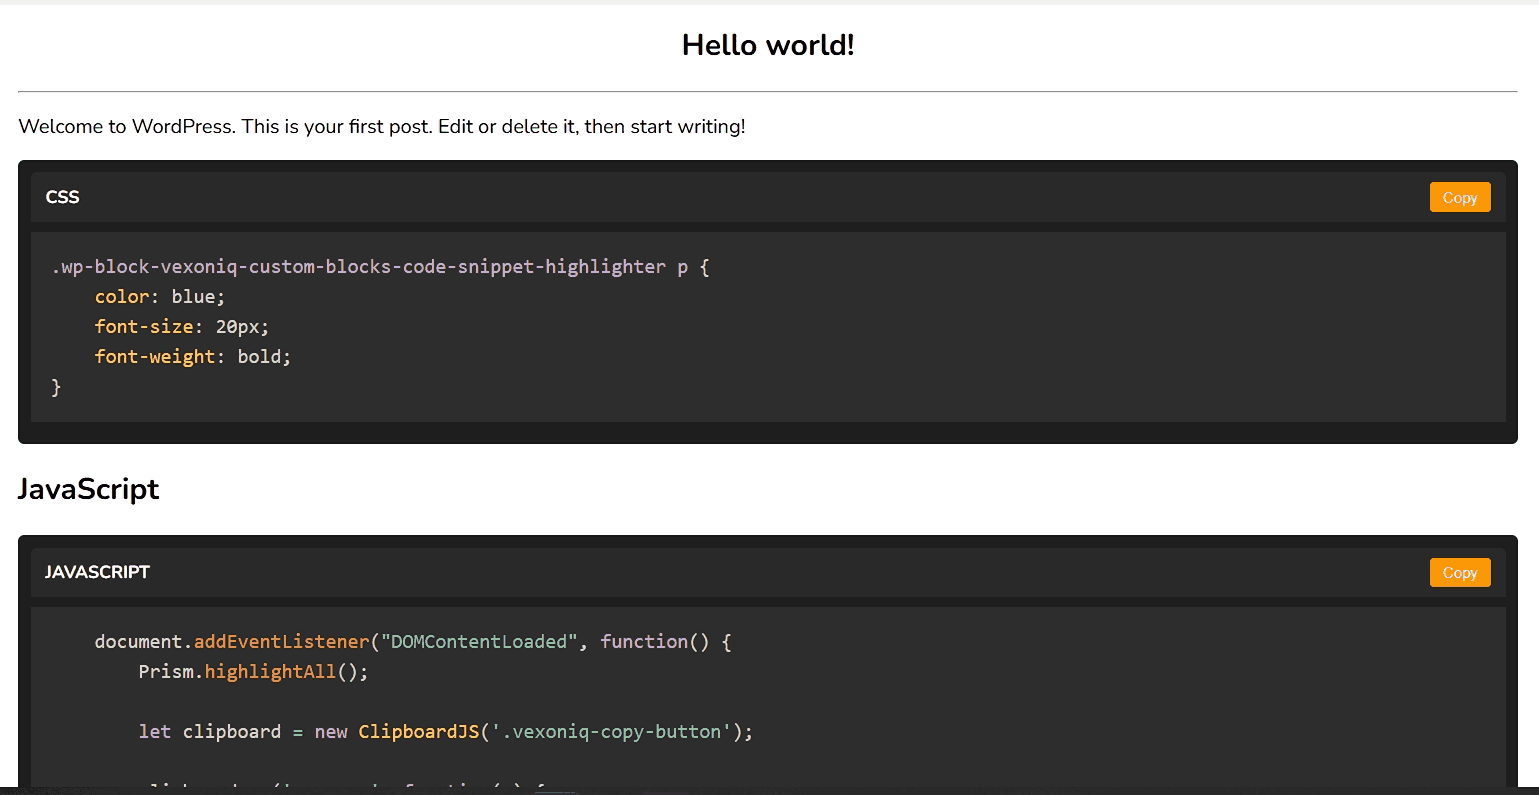 Hello world!
Welcome to WordPress. This is your first post. Edit or delete it, then start writing!
CSS
Copy
.wp-block-vexoniq-custom-blocks-code-snippet-highlighter p {
    color: blue;
    font-size: 20px;
    font-weight: bold;
}
JavaScript
JAVASCRIPT
Copy
    document.addEventListener("DOMContentLoaded", function() {
        Prism.highlightAll();
        let clipboard = new ClipboardJS('.vexoniq-copy-button');